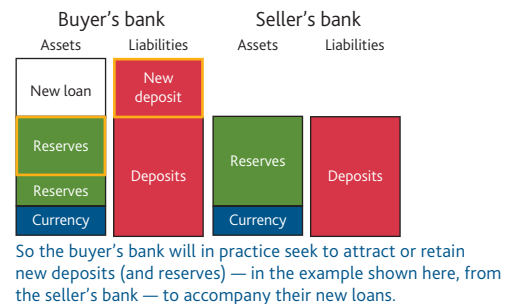 Buyer’s bank
Seller’s bank
Assets
Liabilities
Assets
Liabilities
New loan
New
deposit
Reserves
Reserves
Currency
Deposits
Reserves
Currency
Deposits
So the buyer’s bank will in practice seek to attract or retain
new deposits (and reserves) — in the example shown here, from
the seller’s bank — to accompany their new loans.